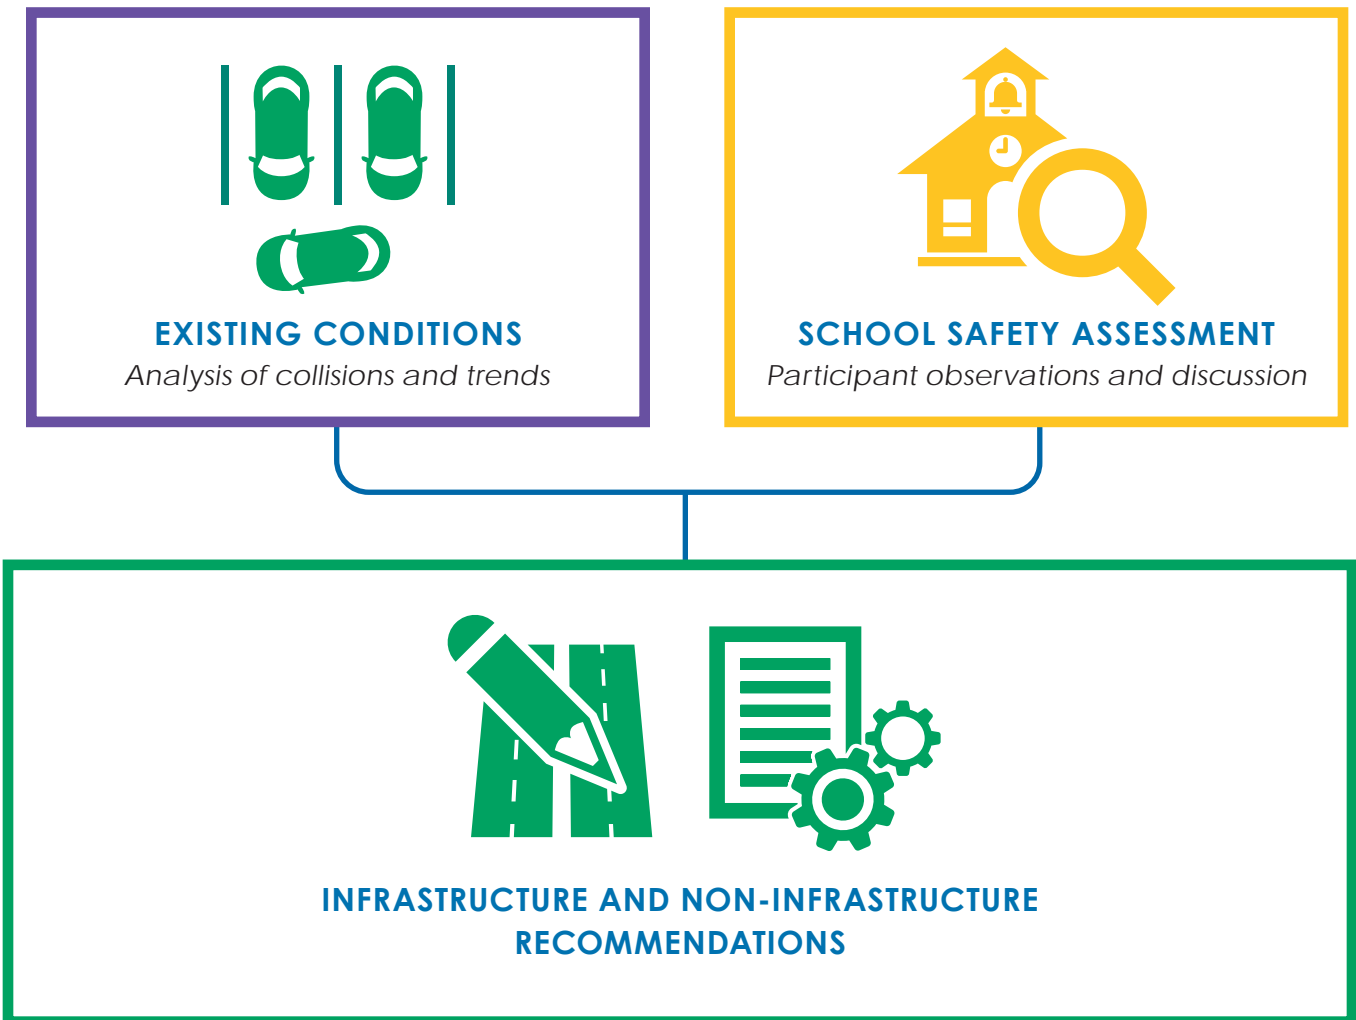 EXISTING CONDITIONS
Analysis of collisions and trends
SCHOOL SAFETY ASSESSMENT
Participant observations and discussion
INFRASTRUCTURE AND NON-INFRASTRUCTURE
RECOMMENDATIONS